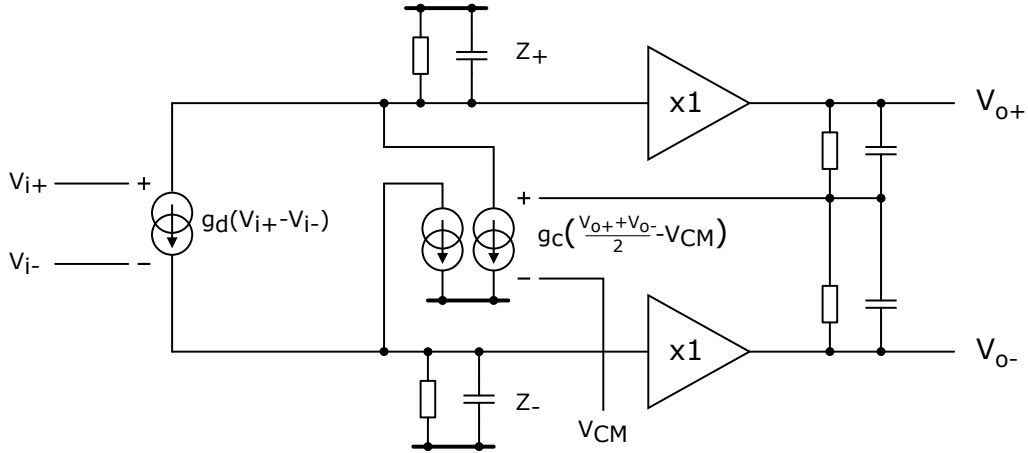 Z+
x1
Vo+
Vi+
+
gd(Vi+-Vi-)
+
gc(Vo++Vo-/2-VCM)
Vi-
−
−
x1
Vo-
Z-
VCM